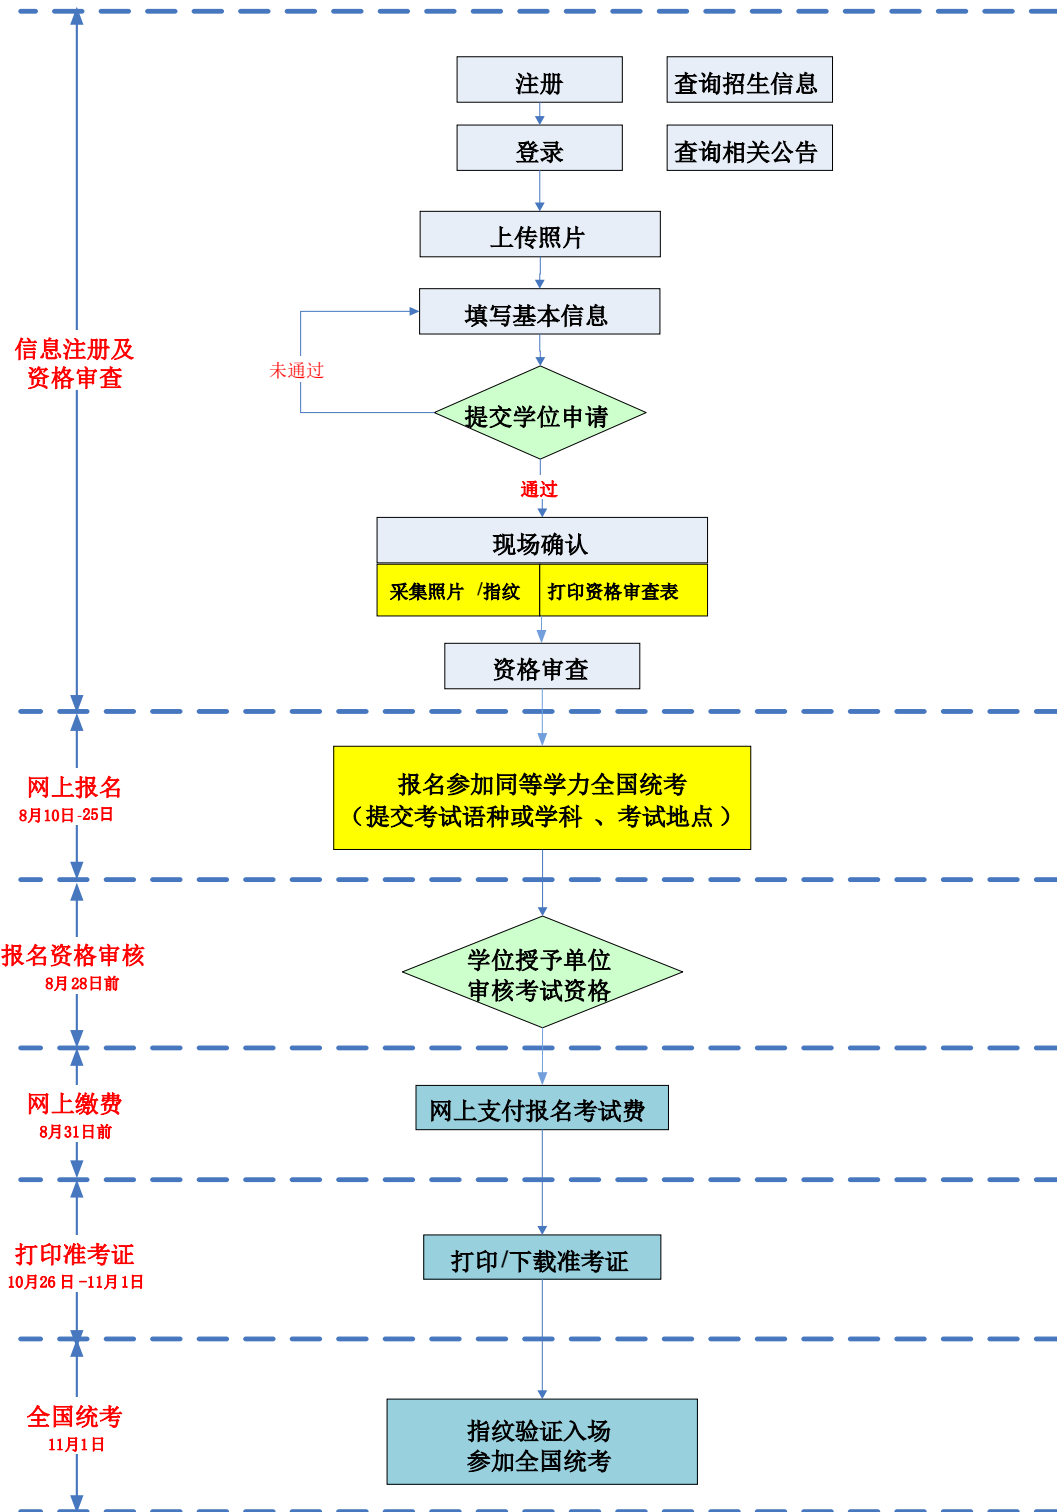 注册
查询招生信息
登录
查询相关公告
上传照片
填写基本信息
信息注册及
资格审查
未通过
提交学位申请
通过
现场确认
采集照片 /指纹
打印资格审查表
资格审查
网上报名
8月10日-25日
报名参加同等学力全国统考
（提交考试语种或学科 、考试地点 ）
报名资格审核
8月28日前
学位授予单位
审核考试资格
网上缴费
8月31日前
网上支付报名考试费
打印准考证
10月26日-11月1日
打印/下载准考证
全国统考
11月1日
指纹验证入场
参加全国统考